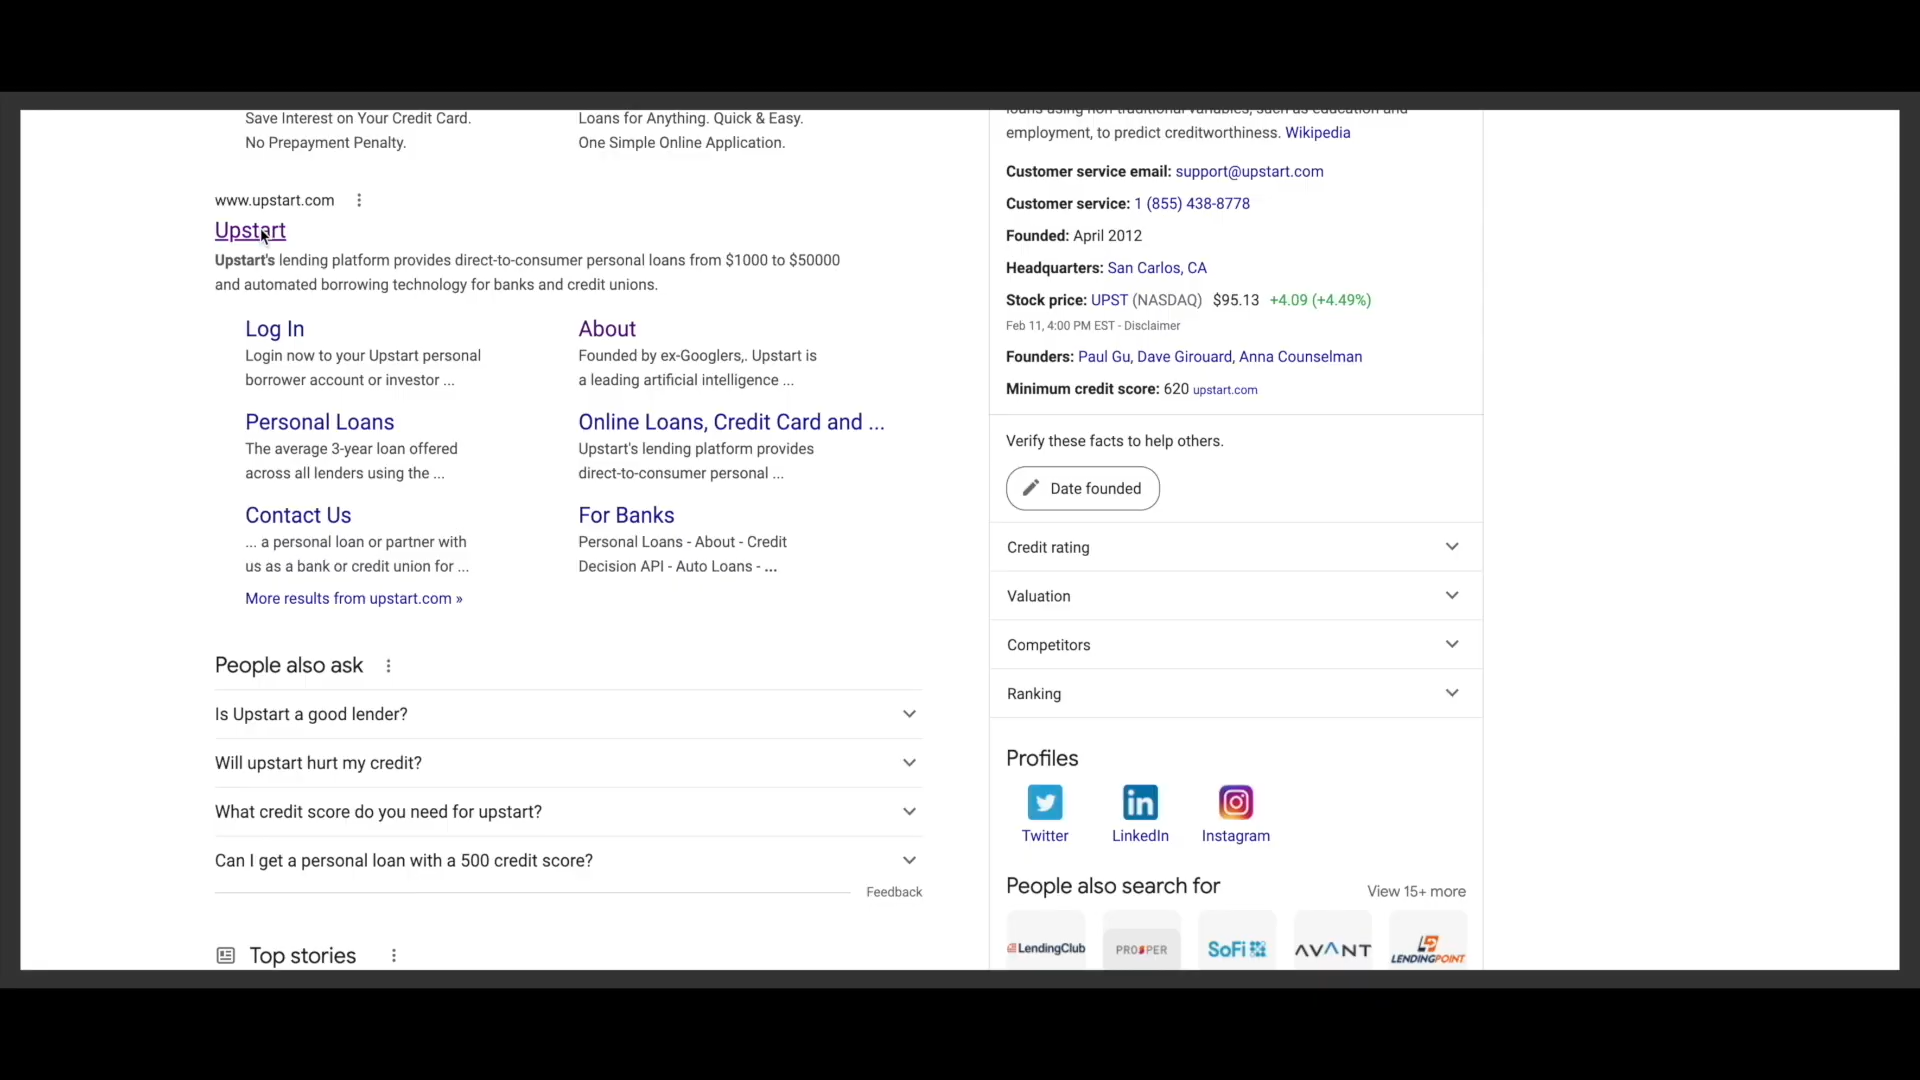 Save Interest on Your Credit Card.
No Prepayment Penalty.
Loans for Anything. Quick & Easy.
One Simple Online Application.
www.upstart.com
Upstart
Upstart's lending platform provides direct-to-consumer personal loans from $1000 to $50000
and automated borrowing technology for banks and credit unions.
Log In
Login now to your Upstart personal
borrower account or investor ...
About
Founded by ex-Googlers,. Upstart is
a leading artificial intelligence ...
Personal Loans
The average 3-year loan offered
across all lenders using the ...
Online Loans, Credit Card and ...
Upstart's lending platform provides
direct-to-consumer personal ...
Contact Us
... a personal loan or partner with
us as a bank or credit union for ...
For Banks
Personal Loans - About - Credit
Decision API - Auto Loans - ...
More results from upstart.com »
People also ask
Is Upstart a good lender?
Will upstart hurt my credit?
What credit score do you need for upstart?
Can I get a personal loan with a 500 credit score?
Feedback
Top stories
loans using non-traditional variables, such as education and
employment, to predict creditworthiness. Wikipedia
Customer service email: support@upstart.com
Customer service: 1 (855) 438-8778
Founded: April 2012
Headquarters: San Carlos, CA
Stock price: UPST (NASDAQ) $95.13 +4.09 (+4.49%)
Feb 11, 4:00 PM EST - Disclaimer
Founders: Paul Gu, Dave Girouard, Anna Counselman
Minimum credit score: 620 upstart.com
Verify these facts to help others.
Date founded
Credit rating
Valuation
Competitors
Ranking
Profiles
Twitter
LinkedIn
Instagram
People also search for
View 15+ more
LendingClub
PROSPER
SoFi
AVANT
LENDINGPOINT